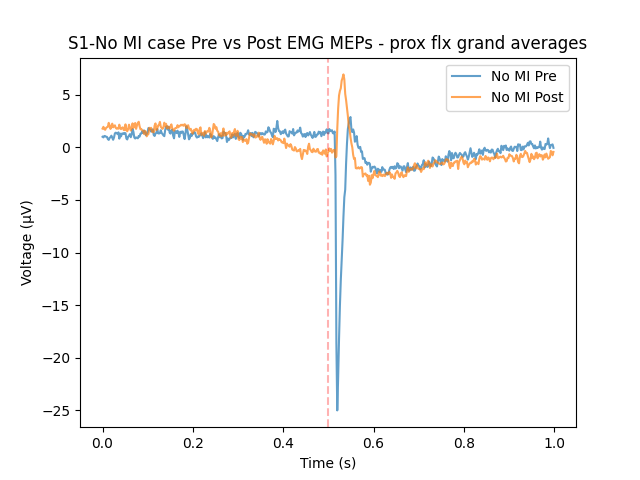 S1-No MI case Pre vs Post EMG MEPs - prox flx grand averages
No MI Pre
No MI Post
Voltage (µV)
5
0
−5
−10
−15
−20
−25
0.0 0.2 0.4 0.6 0.8 1.0
Time (s)